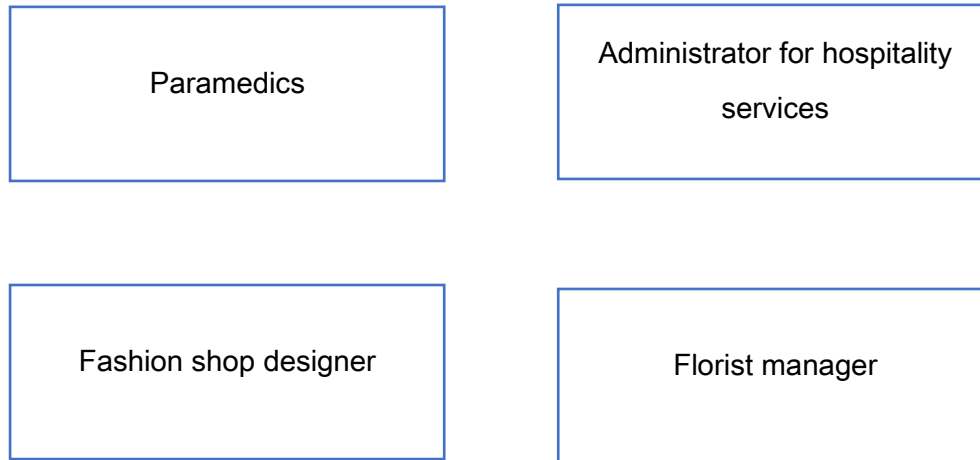 Paramedics
Administrator for hospitality
services
Fashion shop designer
Florist manager